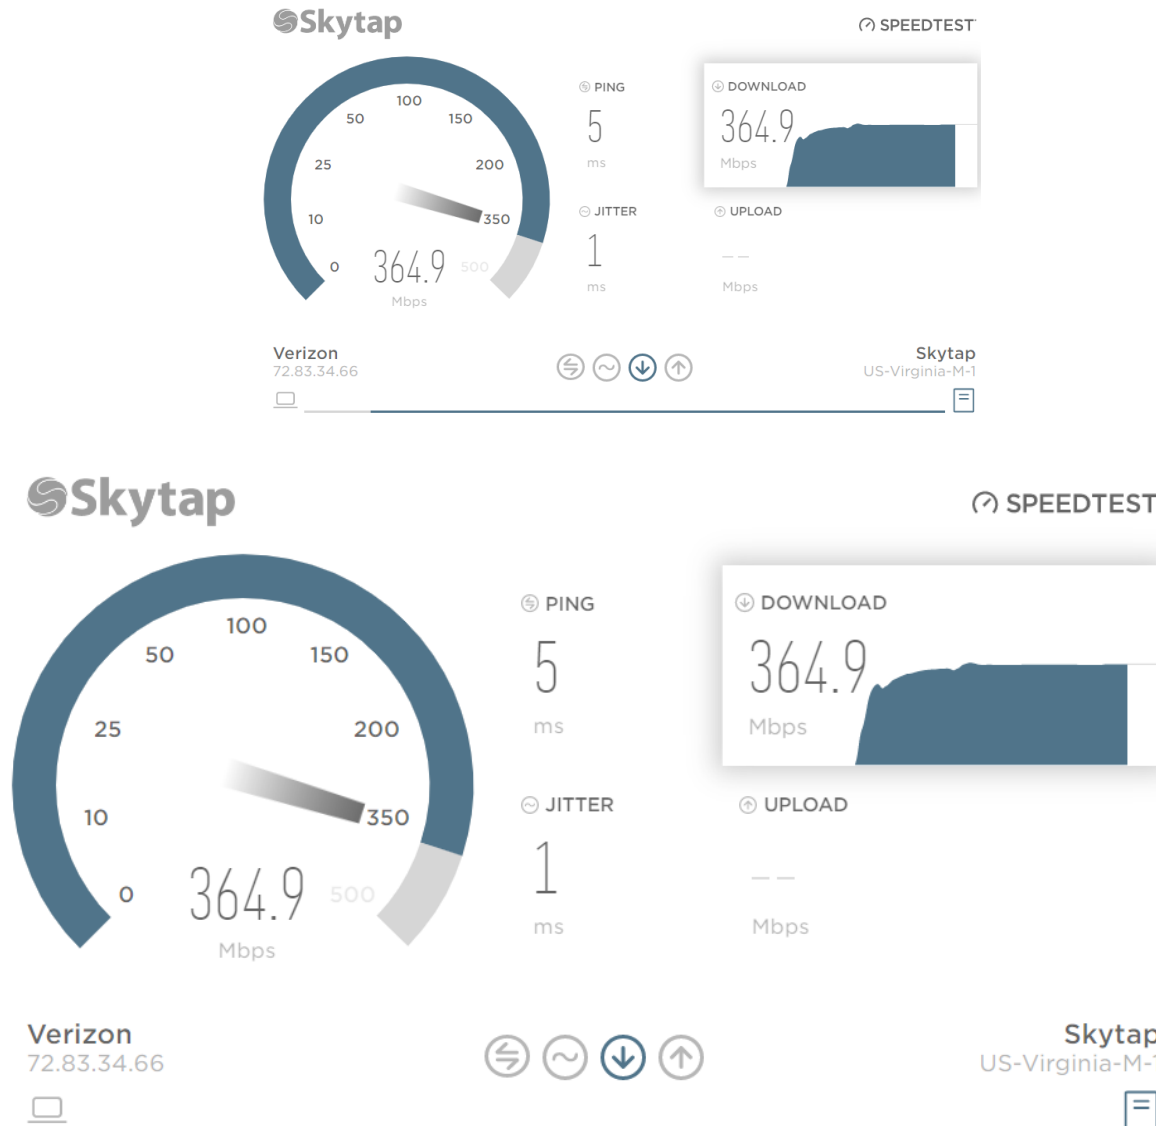 Skytap
SPEEDTEST
PING
DOWNLOAD
100
50
150
5
364.9
ms
Mbps
25
200
JITTER
UPLOAD
10
350
1
0
364.9
500
– –
ms
Mbps
Mbps
Verizon
Skytap
72.83.34.66
US-Virginia-M-1
Skytap
SPEEDTEST
PING
DOWNLOAD
100
50
150
5
364.9
25
200
ms
Mbps
JITTER
UPLOAD
10
350
1
0
364.9
500
– –
ms
Mbps
Mbps
Verizon
Skytap
72.83.34.66
US-Virginia-M-1